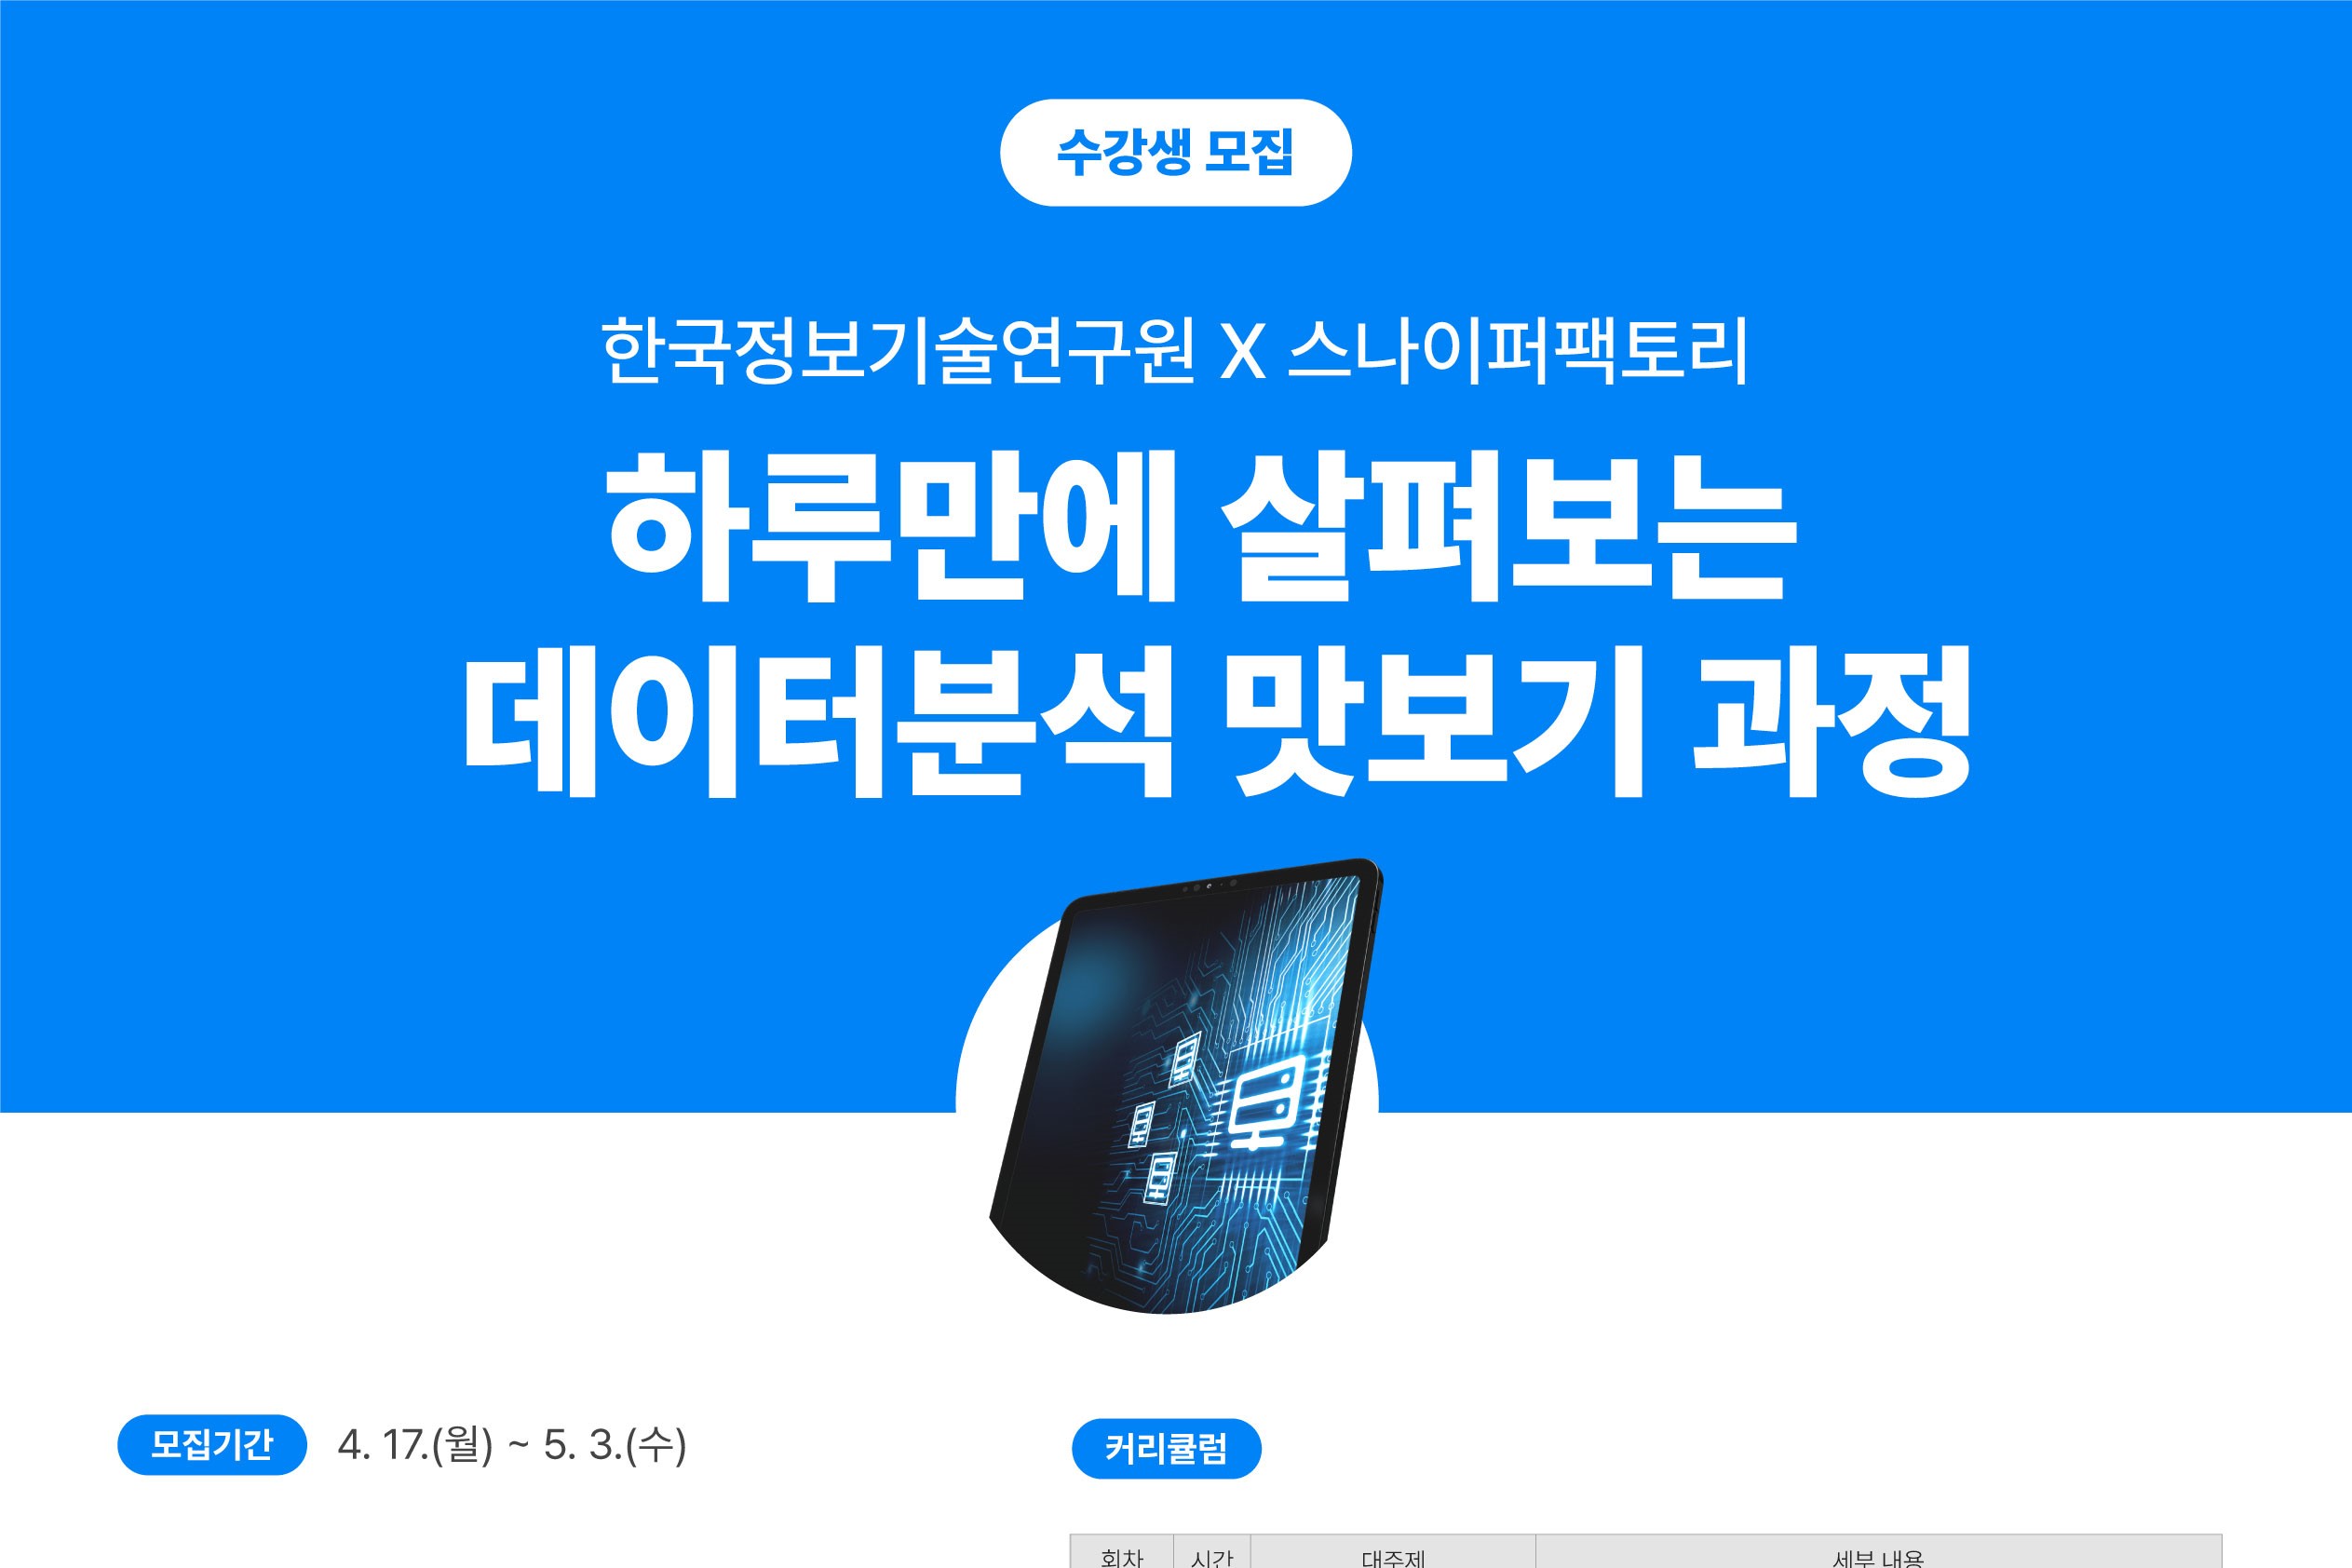 수강생 모집
한국정보기술연구원 X 스나이퍼팩토리
하루만에 살펴보는
데이터분석 맛보기 과정
모집기간 4. 17.(월) ~ 5. 3.(수)
커리큘럼
회차 시간 대주제 세부 내용